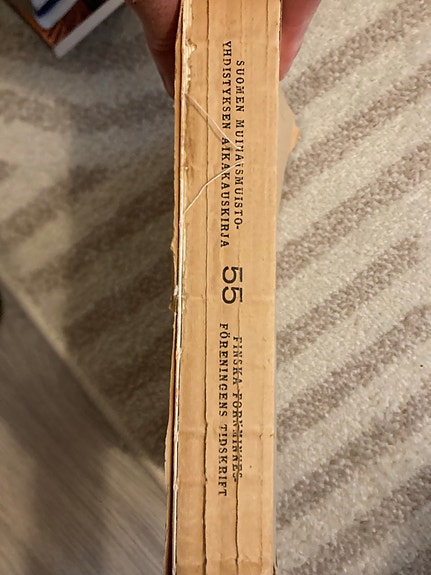 SUOMEN MUINAISMUISTO-
YHDISTYKSEN AIKAKAUSKIRJA
55
FINSKA FORNMINNES-
FÖRENINGENS TIDSKRIFT